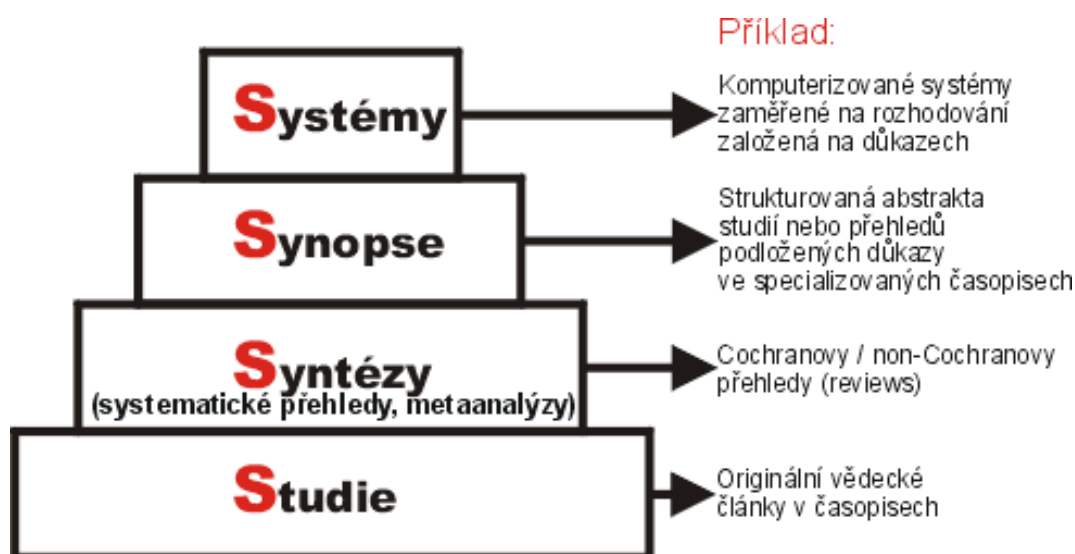 Příklad:
Systémy
Komputerizované systémy
zaměřené na rozhodování
založená na důkazech
Synopse
Strukturovaná abstrakta
studií nebo přehledů
podložených důkazy
ve specializovaných časopisech
Syntézy
(systematické přehledy, metaanalýzy)
Cochranovy / non-Cochranovy
přehledy (reviews)
Studie
Originální vědecké
články v časopisech